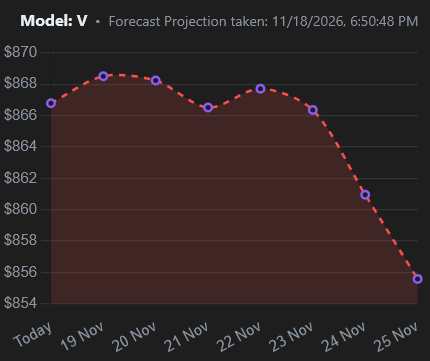 Model: V • Forecast Projection taken: 11/18/2026, 6:50:48 PM
$870
$868
$866
$864
$862
$860
$858
$856
$854
Today
19 Nov
20 Nov
21 Nov
22 Nov
23 Nov
24 Nov
25 Nov